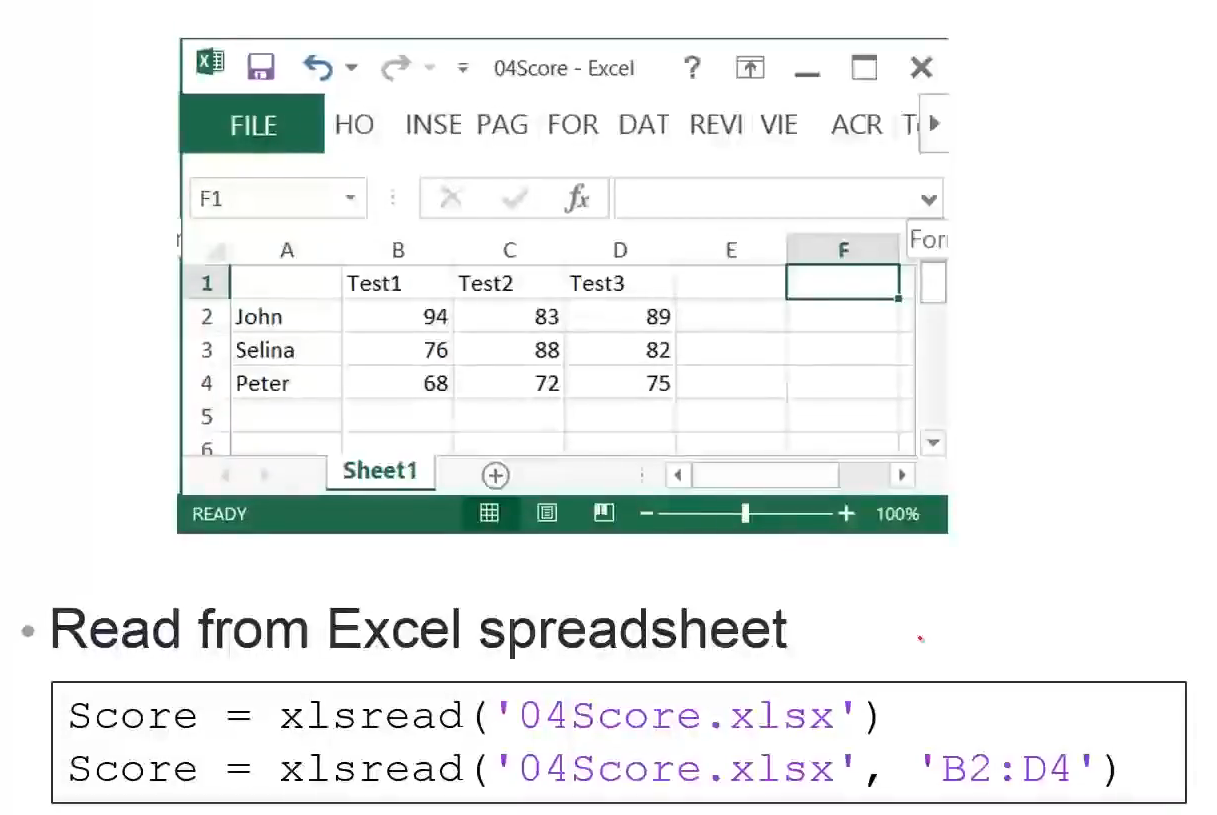 04Score - Excel ?
FILE HO INSE PAG FOR DAT REVI VIE ACR
F1 fx
A B C D E F
1 Test1 Test2 Test3
2 John 94 83 89
3 Selina 76 88 82
4 Peter 68 72 75
5
6
Sheet1
READY 100%
• Read from Excel spreadsheet
Score = xlsread('04Score.xlsx')
Score = xlsread('04Score.xlsx', 'B2:D4')